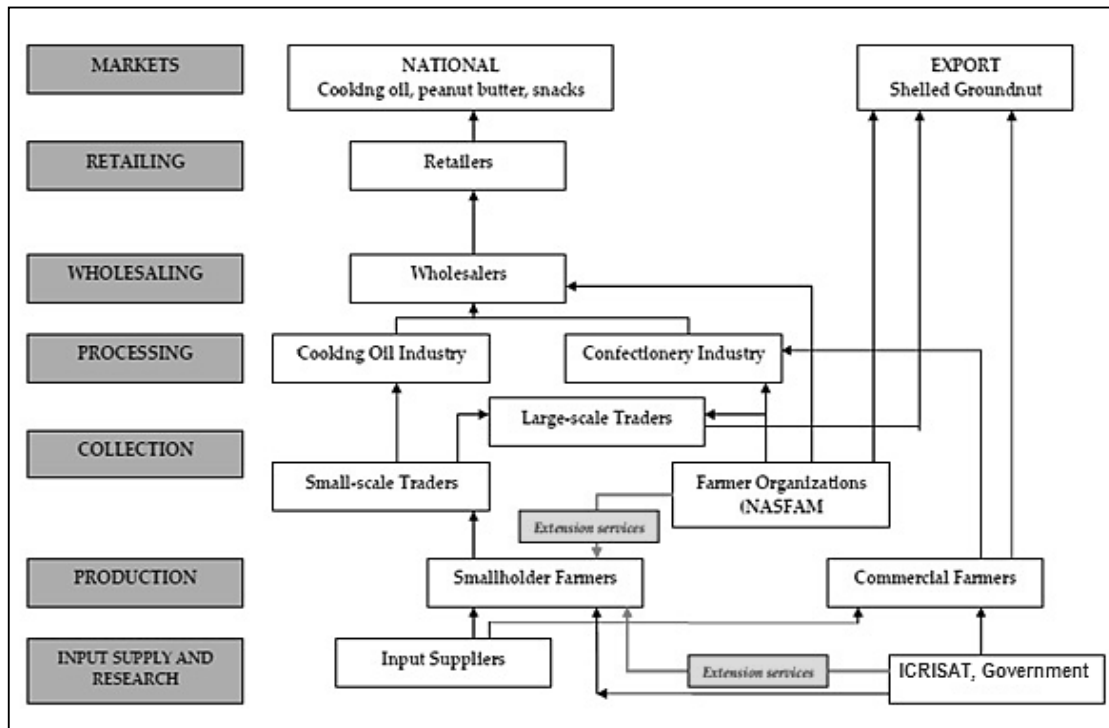 MARKETS
NATIONAL
Cooking oil, peanut butter, snacks
EXPORT
Shelled Groundnut
RETAILING
Retailers
WHOLESALING
Wholesalers
PROCESSING
Cooking Oil Industry
Confectionery Industry
Large-scale Traders
COLLECTION
Small-scale Traders
Farmer Organizations
(NASFAM
Extension services
PRODUCTION
Smallholder Farmers
Commercial Farmers
INPUT SUPPLY AND
RESEARCH
Input Suppliers
Extension services
ICRISAT, Government